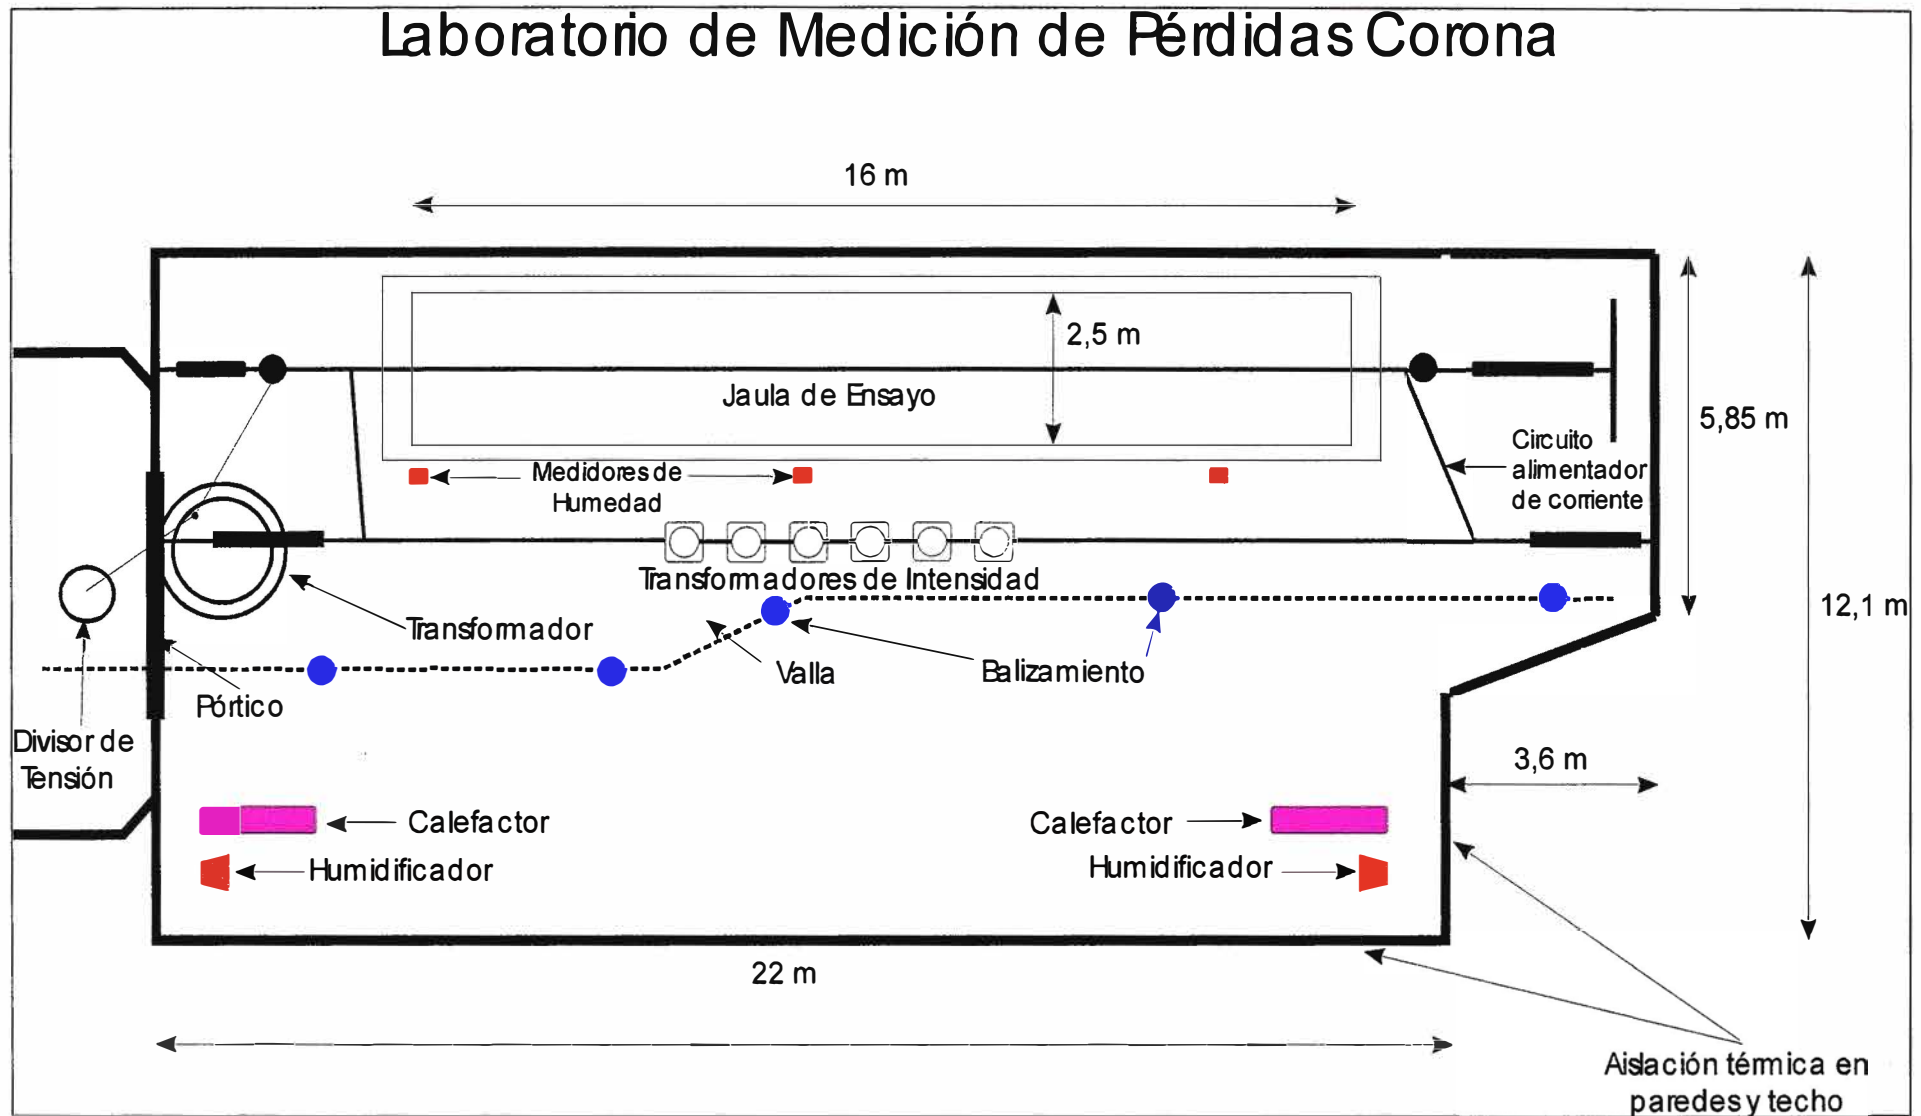 Laboratorio de Medición de Pérdidas Corona
16 m
2,5 m
Jaula de Ensayo
5,85 m
Circuito
alimentador
de corriente
Medidores de
Humedad
Transformadores de Intensidad
12,1 m
Transformador
Valla
Balizamiento
Pórtico
Divisor de
Tensión
3,6 m
Calefactor
Calefactor
Humidificador
Humidificador
22 m
Aislación térmica en
paredes y techo